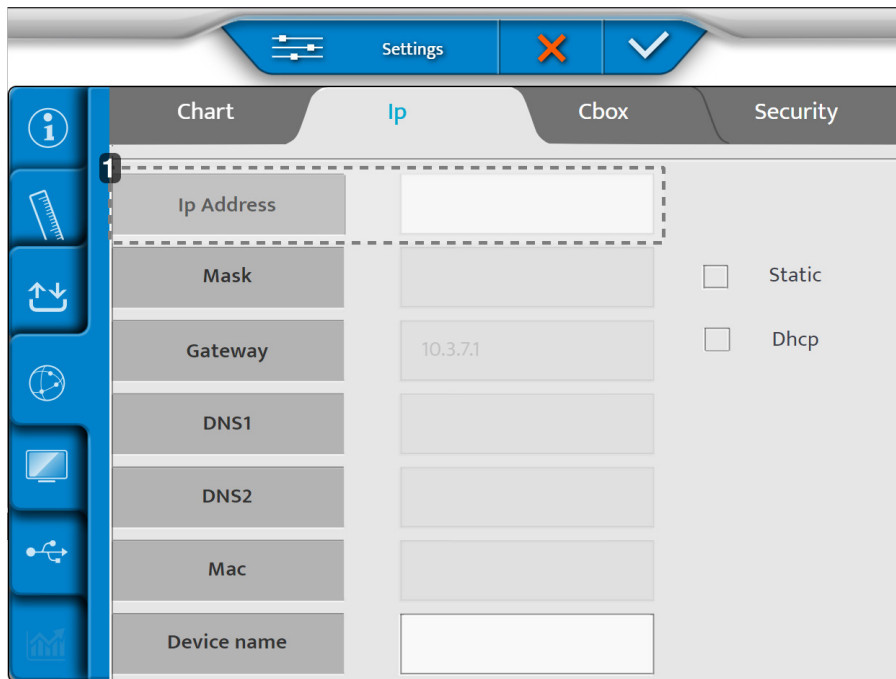 Settings
Chart Ip Cbox Security
1
Ip Address
Mask Static
Gateway 10.3.7.1 Dhcp
DNS1
DNS2
Mac
Device name